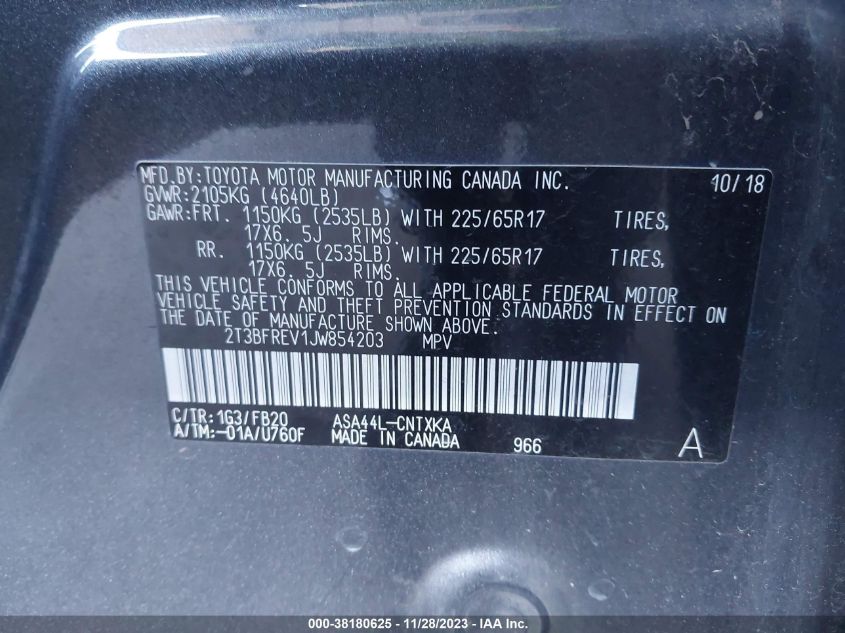 MFD.BY:TOYOTA MOTOR MANUFACTURING CANADA INC. 10/18
GVWR:2105KG (4640LB)
GAWR:FRT. 1150KG (2535LB) WITH 225/65R17 TIRES,
17X6. 5J RIMS.
RR. 1150KG (2535LB) WITH 225/65R17 TIRES,
17X6. 5J RIMS.
THIS VEHICLE CONFORMS TO ALL APPLICABLE FEDERAL MOTOR
VEHICLE SAFETY AND THEFT PREVENTION STANDARDS IN EFFECT ON
THE DATE OF MANUFACTURE SHOWN ABOVE.
2T3BFREV1JW854203 MPV
C/TR:1G3/FB20 ASA44L-CNTXKA
A/TM:-01A/U760F MADE IN CANADA 966 A
000-38180625 - 11/28/2023 - iaai.com